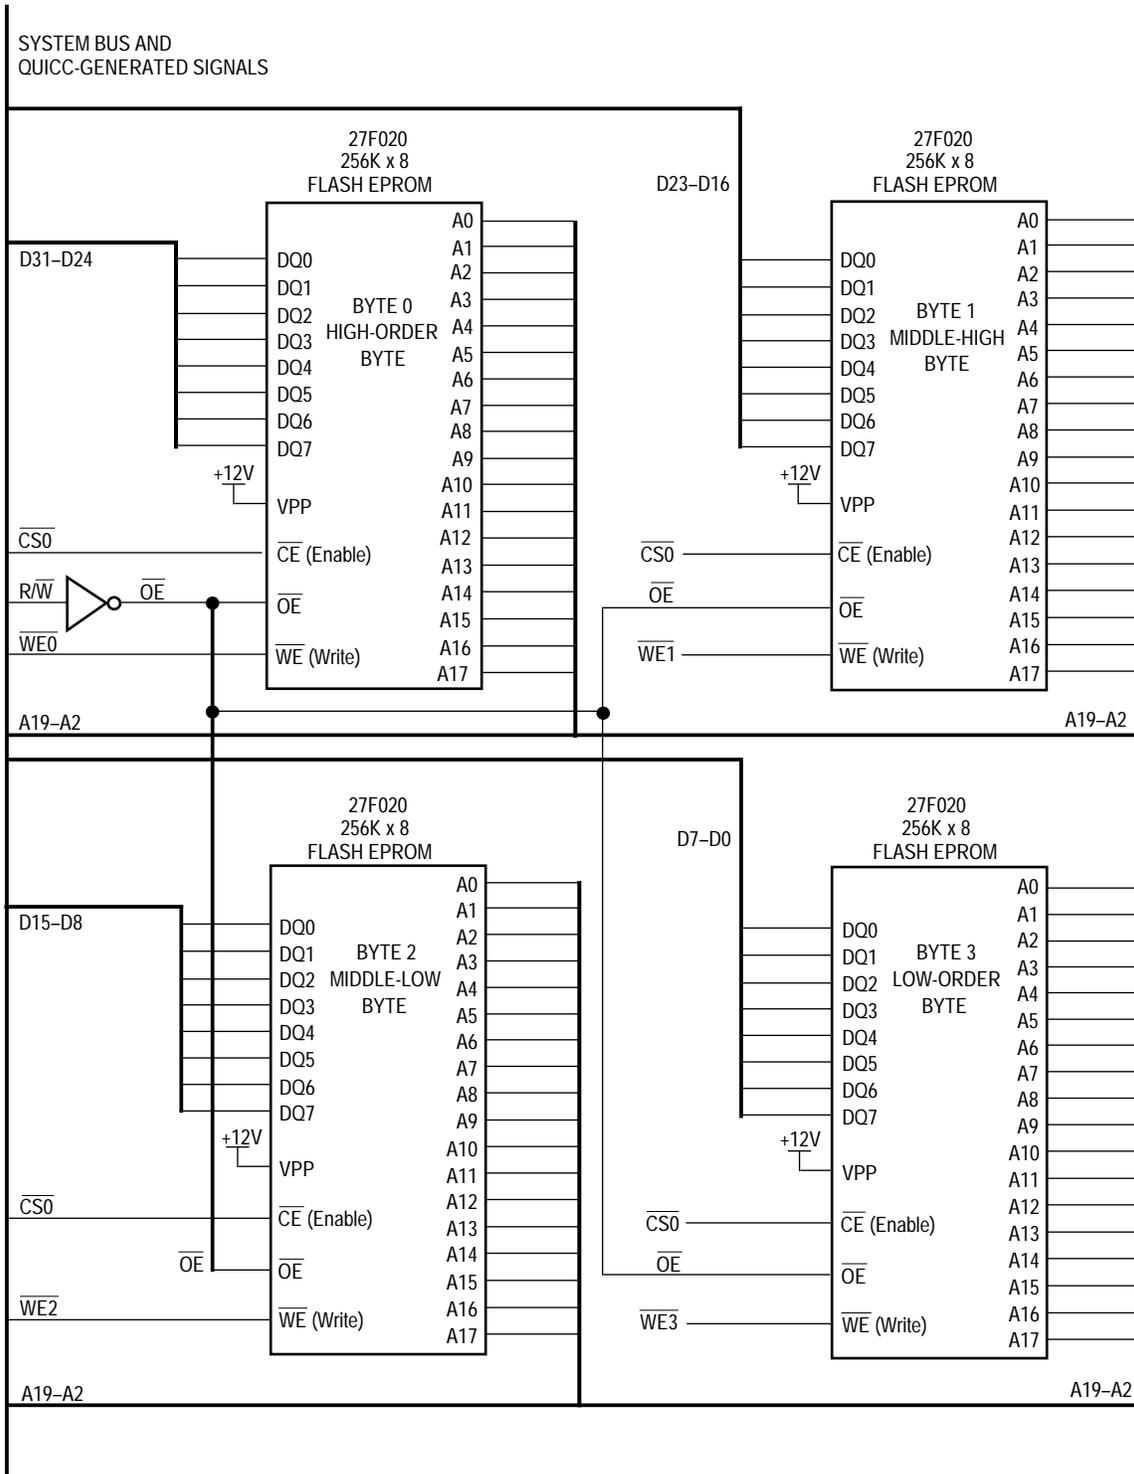 SYSTEM BUS AND
QUICC-GENERATED SIGNALS
27F020
256K x 8
FLASH EPROM
D31–D24
DQ0
DQ1
DQ2
DQ3
DQ4
DQ5
DQ6
DQ7
BYTE 0
HIGH-ORDER
BYTE
+12V
VPP
CS0
CE (Enable)
R/W
OE
OE
WE0
WE (Write)
A0
A1
A2
A3
A4
A5
A6
A7
A8
A9
A10
A11
A12
A13
A14
A15
A16
A17
A19–A2
27F020
256K x 8
FLASH EPROM
D23–D16
DQ0
DQ1
DQ2
DQ3
DQ4
DQ5
DQ6
DQ7
BYTE 1
MIDDLE-HIGH
BYTE
+12V
VPP
CS0
CE (Enable)
OE
OE
WE1
WE (Write)
A0
A1
A2
A3
A4
A5
A6
A7
A8
A9
A10
A11
A12
A13
A14
A15
A16
A17
A19–A2
27F020
256K x 8
FLASH EPROM
D15–D8
DQ0
DQ1
DQ2
DQ3
DQ4
DQ5
DQ6
DQ7
BYTE 2
MIDDLE-LOW
BYTE
+12V
VPP
CS0
CE (Enable)
OE
OE
WE2
WE (Write)
A0
A1
A2
A3
A4
A5
A6
A7
A8
A9
A10
A11
A12
A13
A14
A15
A16
A17
A19–A2
27F020
256K x 8
FLASH EPROM
D7–D0
DQ0
DQ1
DQ2
DQ3
DQ4
DQ5
DQ6
DQ7
BYTE 3
LOW-ORDER
BYTE
+12V
VPP
CS0
CE (Enable)
OE
OE
WE3
WE (Write)
A0
A1
A2
A3
A4
A5
A6
A7
A8
A9
A10
A11
A12
A13
A14
A15
A16
A17
A19–A2